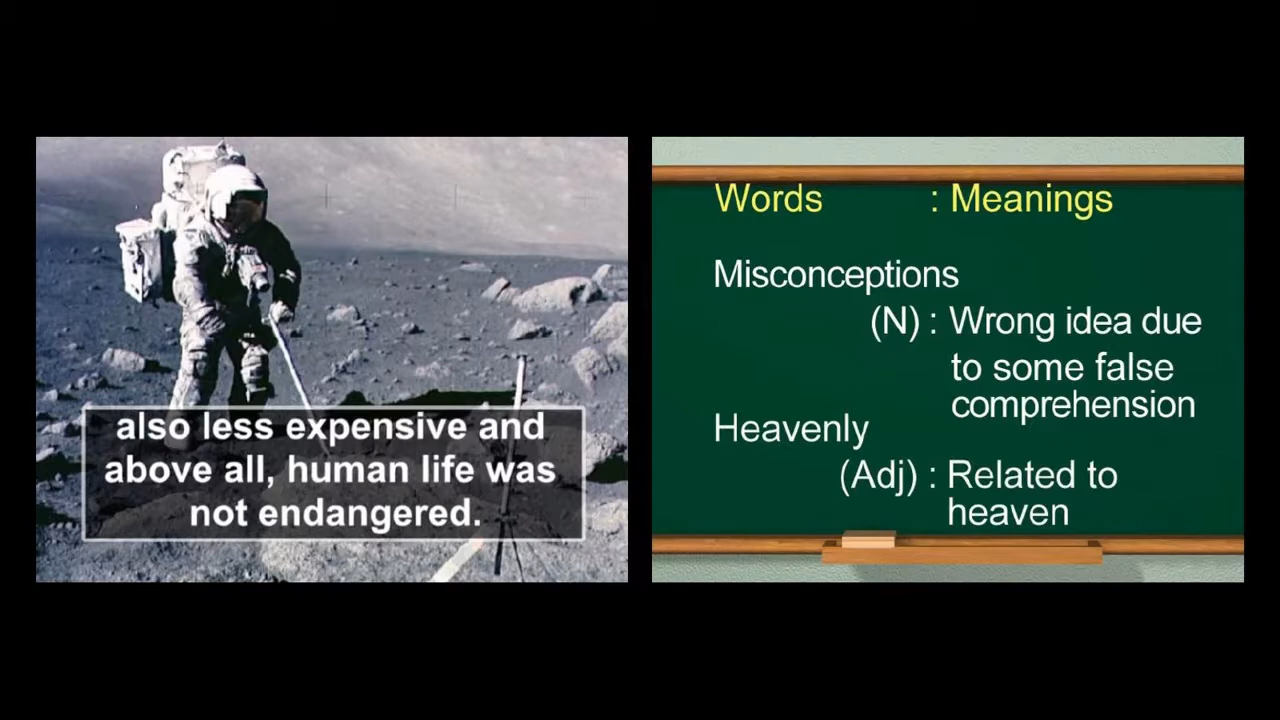 also less expensive and
above all, human life was
not endangered.
Words : Meanings
Misconceptions
(N) : Wrong idea due
to some false
comprehension
Heavenly
(Adj) : Related to
heaven